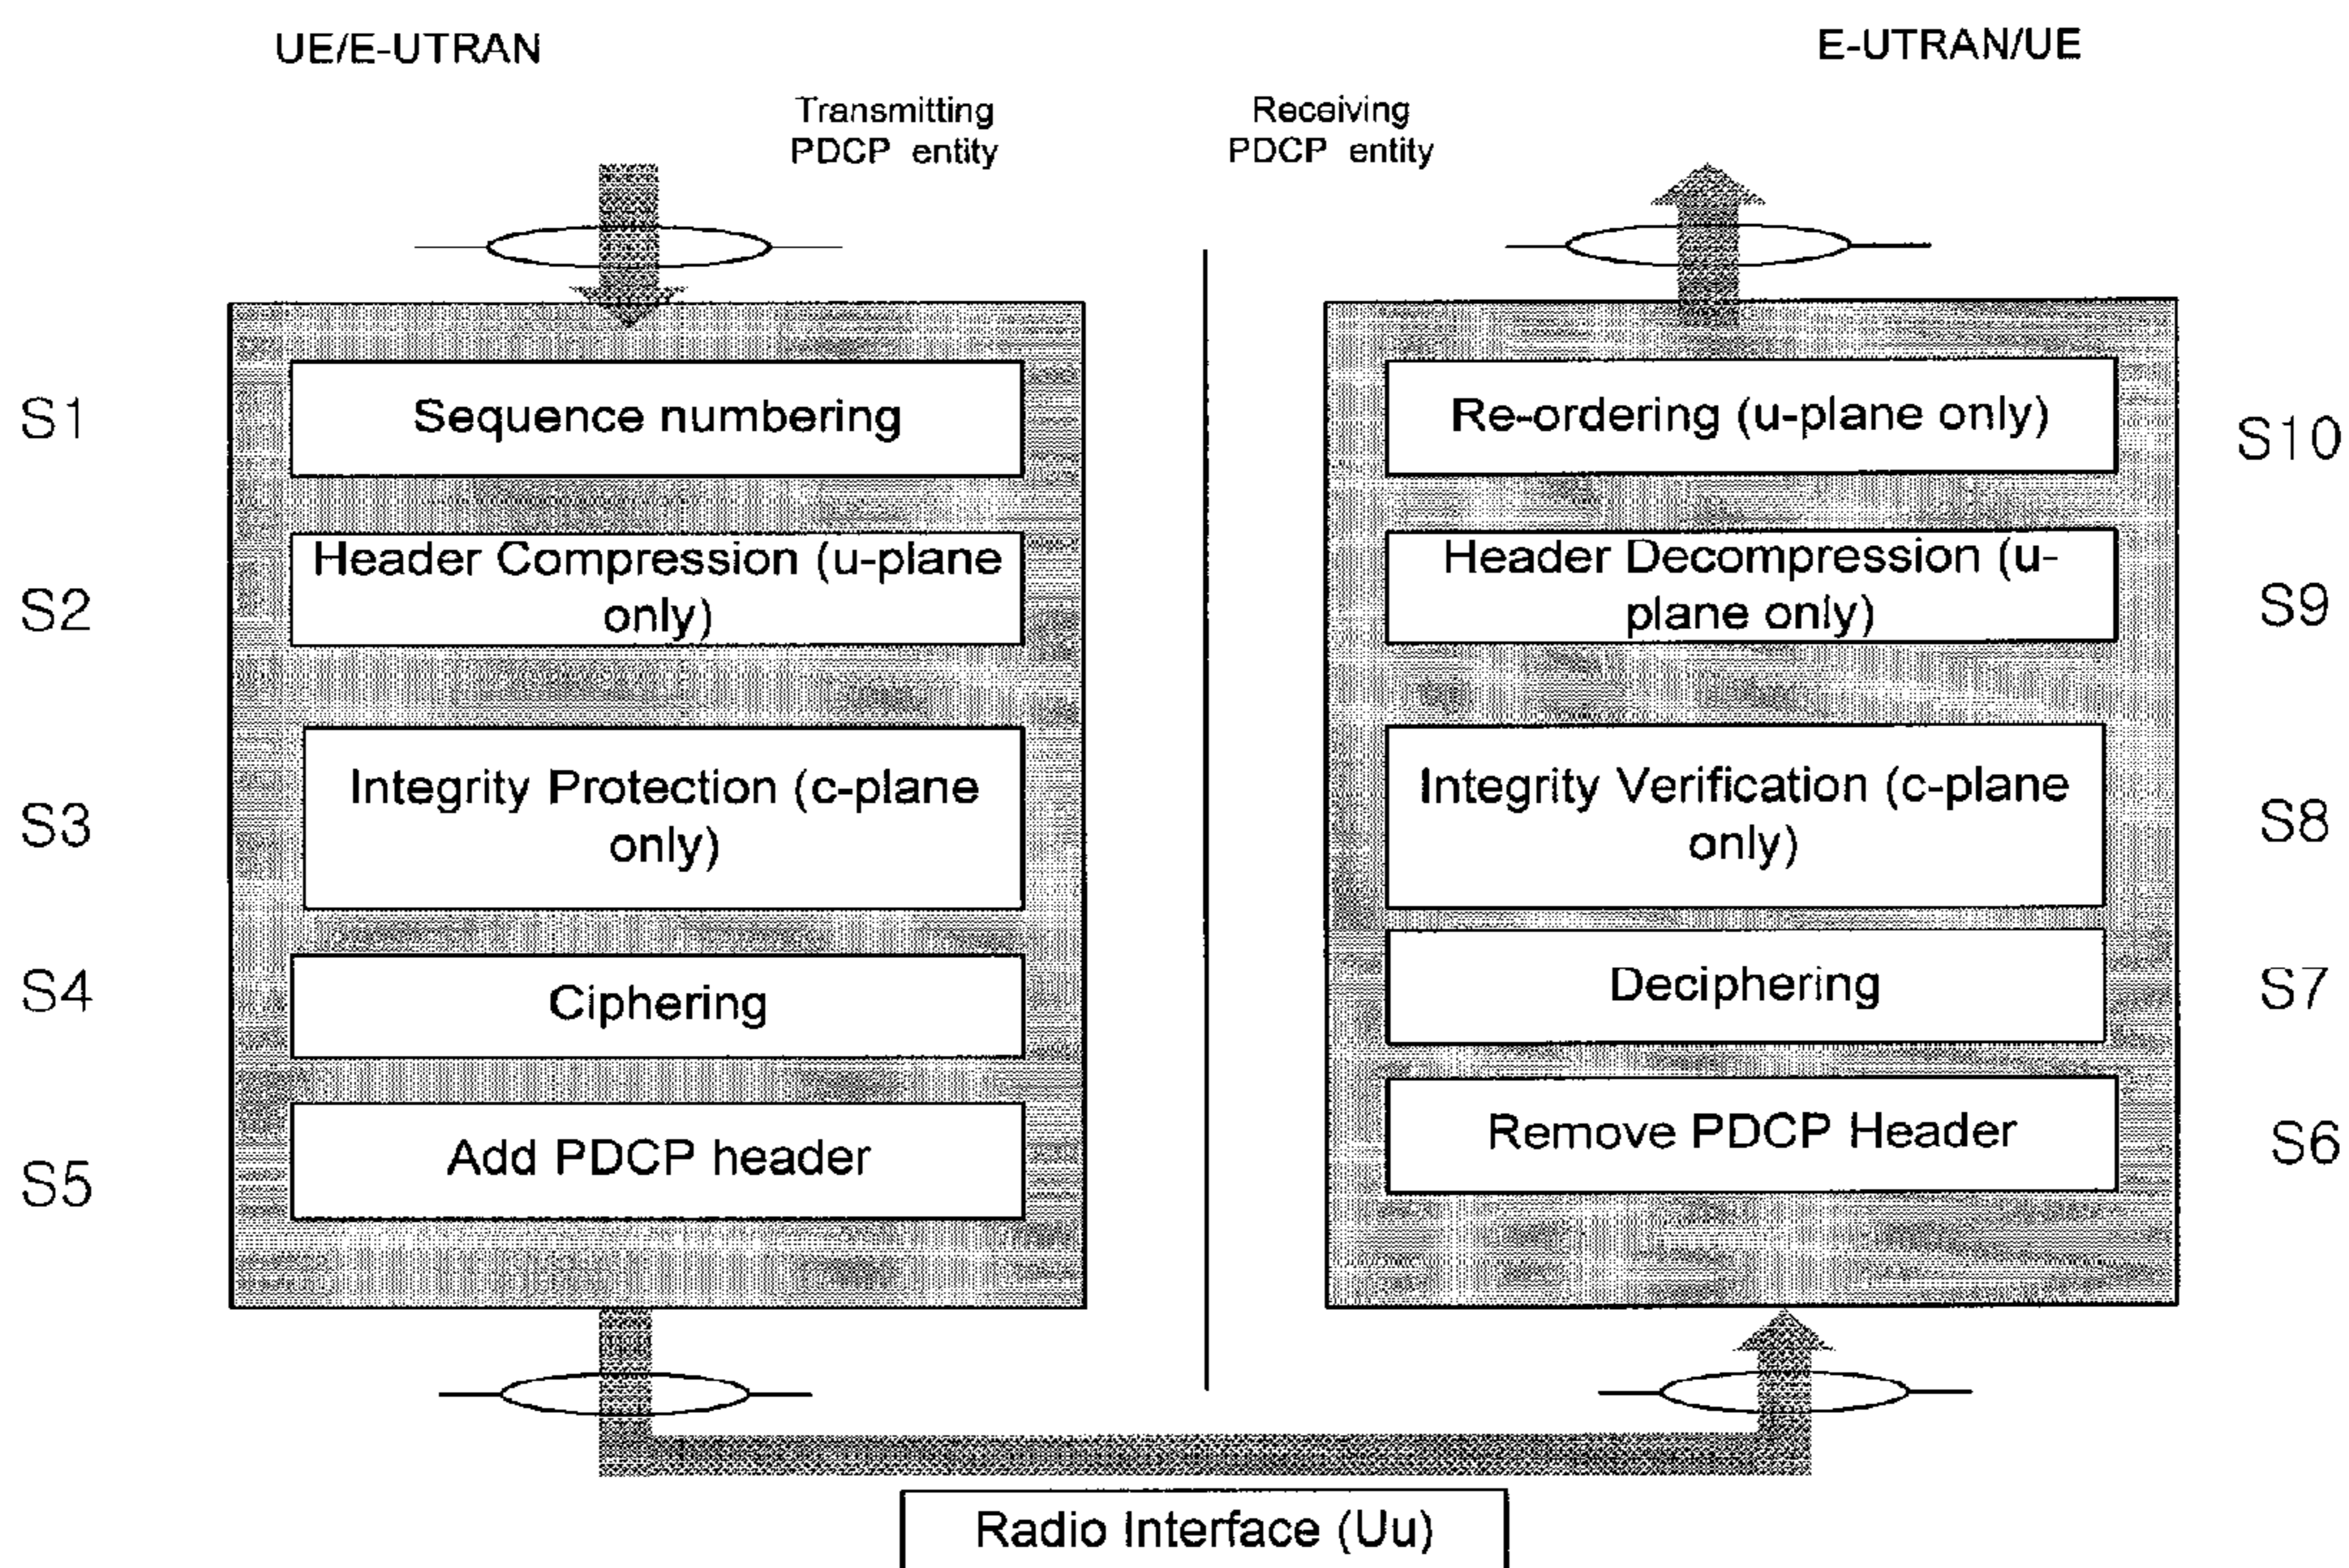 UE/E-UTRAN
E-UTRAN/UE
Transmitting
PDCP entity
Receiving
PDCP entity
S1
Sequence numbering
S2
Header Compression (u-plane
only)
S3
Integrity Protection (c-plane
only)
S4
Ciphering
S5
Add PDCP header
Re-ordering (u-plane only)
S10
Header Decompression (u-
plane only)
S9
Integrity Verification (c-plane
only)
S8
Deciphering
S7
Remove PDCP Header
S6
Radio Interface (Uu)